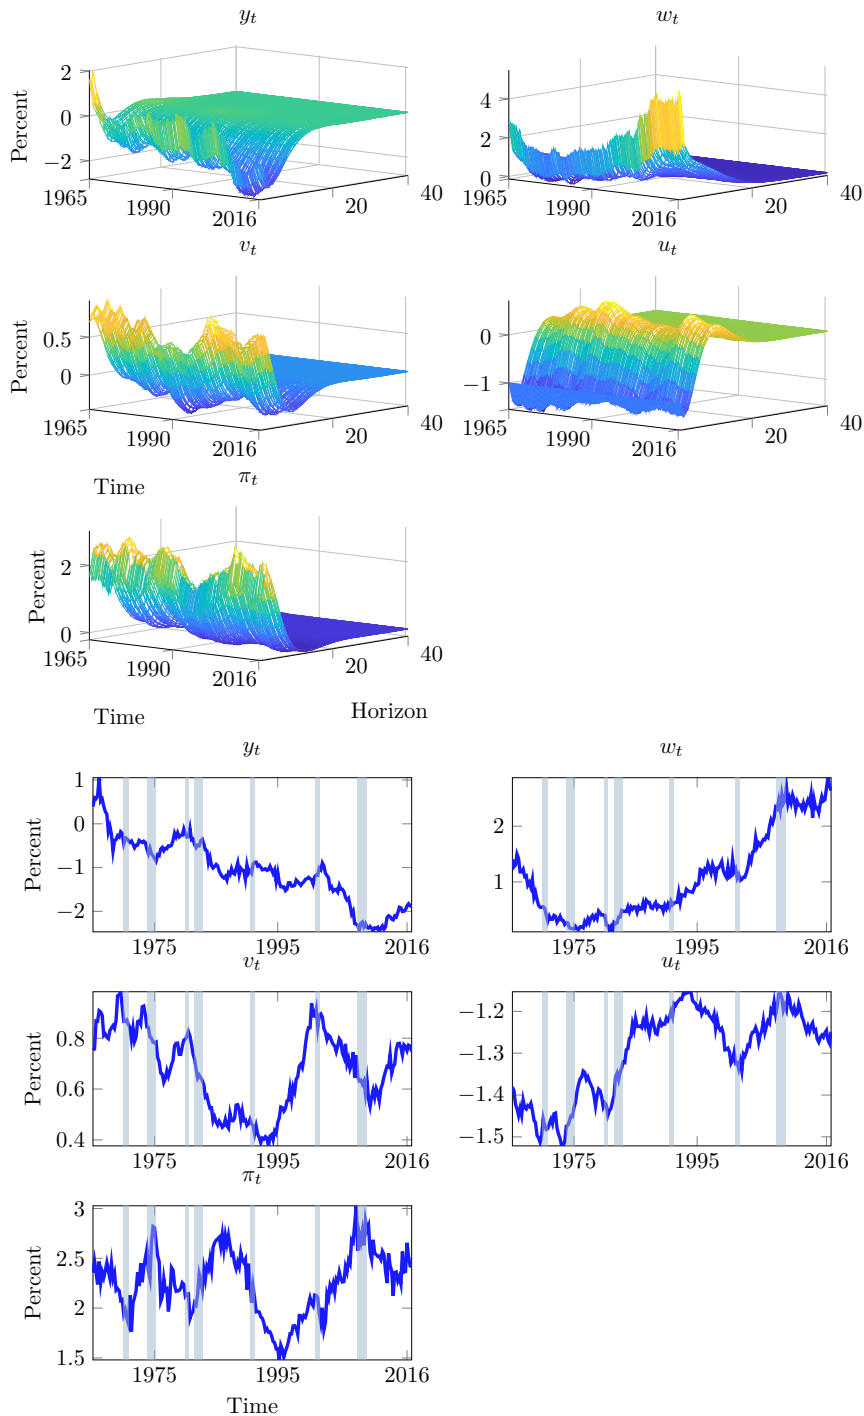 y_t w_t
Percent
2
0
−2
1965 1990 2016 20 40
4
2
0
1965 1990 2016 20 40
v_t u_t
Percent
0.5
0
1965 1990 2016 20 40
0
−1
1965 1990 2016 20 40
Time
π_t
Percent
2
0
1965 1990 2016 20 40
Time Horizon
y_t w_t
Percent
1
0
−1
−2
1975 1995 2016
2
1
1975 1995 2016
v_t u_t
Percent
0.8
0.6
0.4
1975 1995 2016
−1.2
−1.3
−1.4
−1.5
1975 1995 2016
π_t
Percent
3
2.5
2
1.5
1975 1995 2016
Time